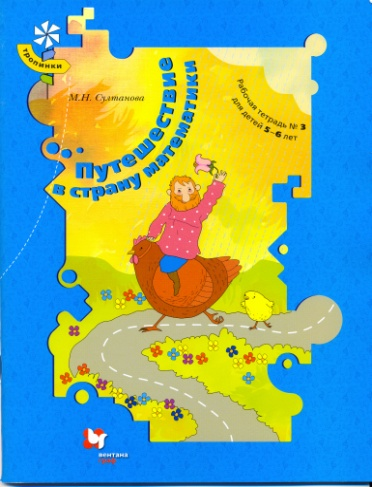 тропинки
М.Н. Султанова
Путешествие
в страну математики
Рабочая тетрадь № 3
для детей 5–6 лет
вентана
граф